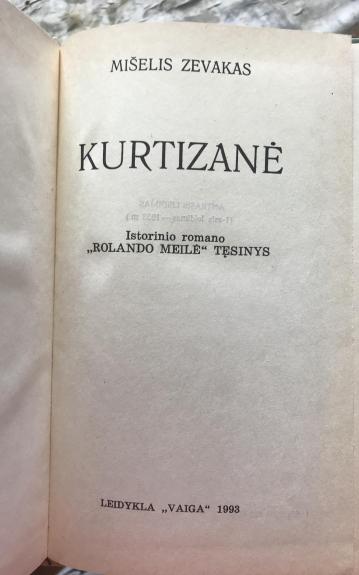 MIŠELIS ZEVAKAS
KURTIZANĖ
Istorinio romano
„ROLANDO MEILĖ“ TĘSINYS
LEIDYKLA „VAIGA“ 1993